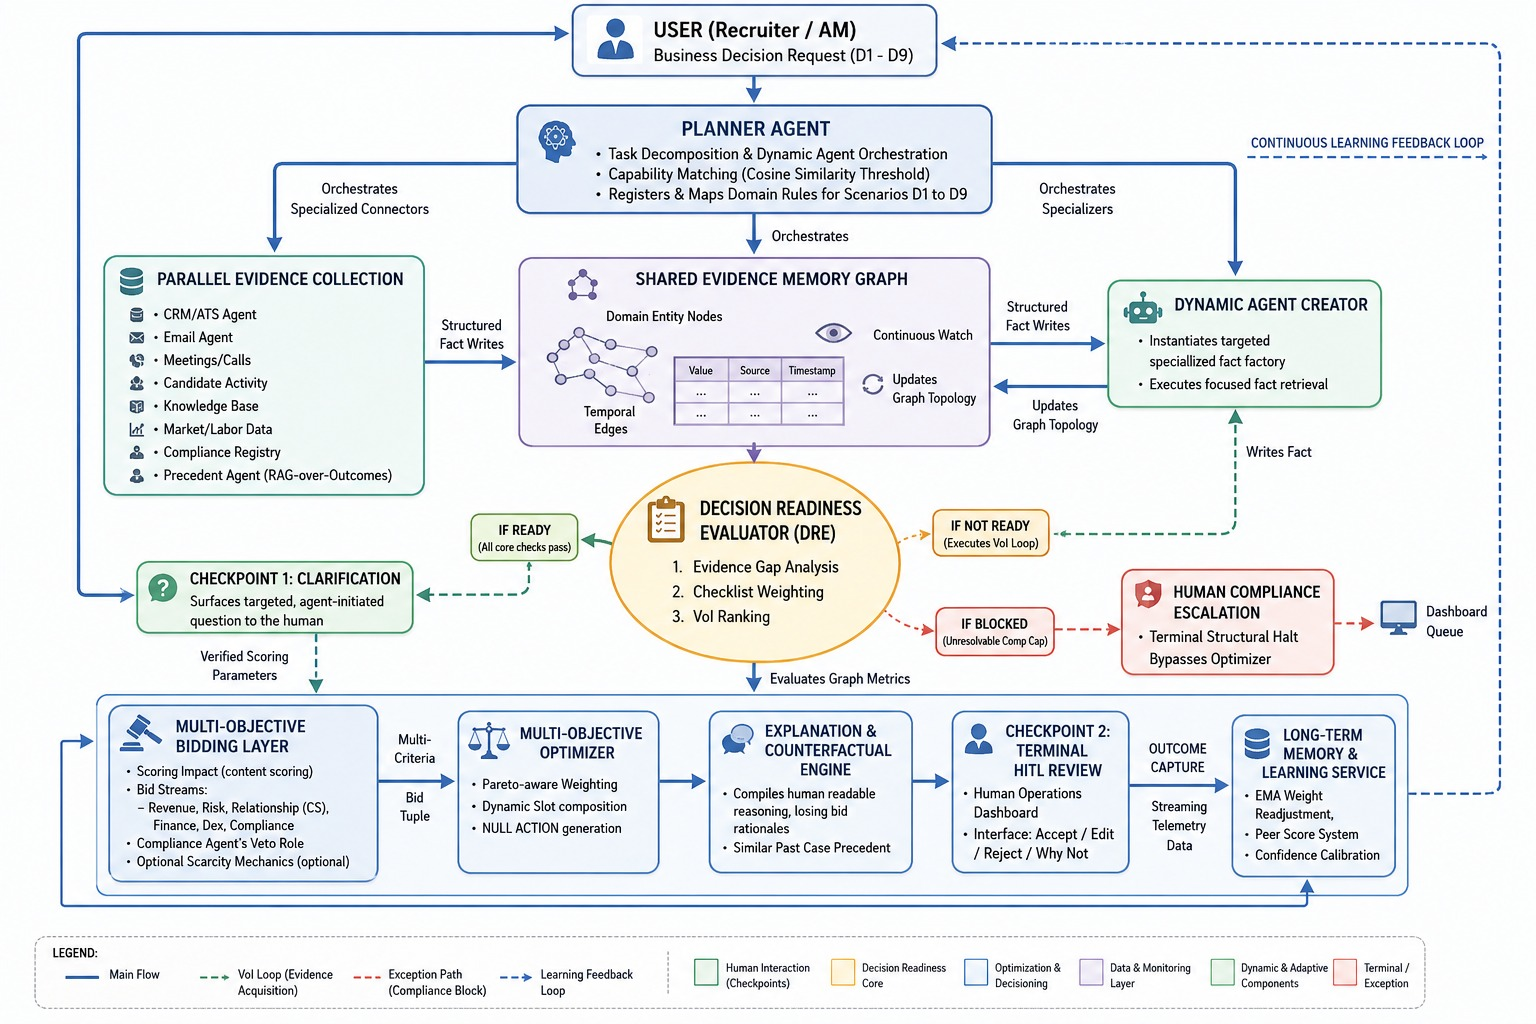 USER (Recruiter / AM)
Business Decision Request (D1 - D9)
PLANNER AGENT
• Task Decomposition & Dynamic Agent Orchestration
• Capability Matching (Cosine Similarity Threshold)
• Registers & Maps Domain Rules for Scenarios D1 to D9
CONTINUOUS LEARNING FEEDBACK LOOP
Orchestrates
Specialized Connectors
Orchestrates
Orchestrates
Specializers
PARALLEL EVIDENCE COLLECTION
• CRM/ATS Agent
• Email Agent
• Meetings/Calls
• Candidate Activity
• Knowledge Base
• Market/Labor Data
• Compliance Registry
• Precedent Agent (RAG-over-Outcomes)
Structured
Fact Writes
SHARED EVIDENCE MEMORY GRAPH
Domain Entity Nodes
Continuous Watch
Value Source Timestamp
... ... ...
... ... ...
Updates
Graph Topology
Temporal
Edges
Structured
Fact Writes
Updates
Graph Topology
DYNAMIC AGENT CREATOR
• Instantiates targeted
speciallized fact factory
• Executes focused fact retrieval
Writes Fact
DECISION READINESS
EVALUATOR (DRE)
1. Evidence Gap Analysis
2. Checklist Weighting
3. Vol Ranking
IF READY
(All core checks pass)
IF NOT READY
(Executes Vol Loop)
IF BLOCKED
(Unresolvable Comp Cap)
CHECKPOINT 1: CLARIFICATION
Surfaces targeted, agent-initiated
question to the human
HUMAN COMPLIANCE
ESCALATION
• Terminal Structural Halt
Bypasses Optimizer
Dashboard
Queue
Verified Scoring
Parameters
Evaluates Graph Metrics
MULTI-OBJECTIVE
BIDDING LAYER
• Scoring Impact (content scoring)
• Bid Streams:
– Revenue, Risk, Relationship (CS),
Finance, Dex, Compliance
• Compliance Agent's Veto Role
• Optional Scarcity Mechanics (optional)
Multi-
Criteria
Bid
Tuple
MULTI-OBJECTIVE
OPTIMIZER
• Pareto-aware Weighting
• Dynamic Slot composition
• NULL ACTION generation
EXPLANATION &
COUNTERFACTUAL
ENGINE
• Compiles human readable
reasoning, losing bid
rationales
• Similar Past Case Precedent
CHECKPOINT 2:
TERMINAL
HITL REVIEW
• Human Operations
Dashboard
• Interface: Accept / Edit
/ Reject / Why Not
OUTCOME
CAPTURE
Streaming
Telemetry
Data
LONG-TERM
MEMORY &
LEARNING SERVICE
• EMA Weight
Readjustment,
• Peer Score System
• Confidence Calibration
LEGEND:
Main Flow
Vol Loop (Evidence
Acquisition)
Exception Path
(Compliance Block)
Learning Feedback
Loop
Human Interaction
(Checkpoints)
Decision Readiness
Core
Optimization &
Decisioning
Data & Monitoring
Layer
Dynamic & Adaptive
Components
Terminal /
Exception